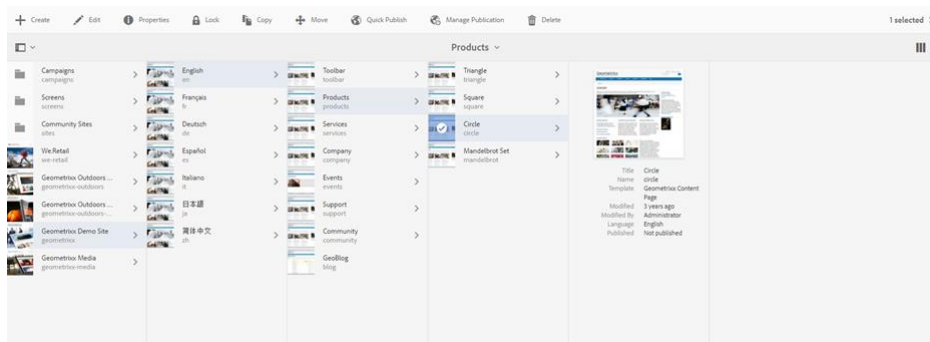 Create
Edit
Properties
Lock
Copy
Move
Quick Publish
Manage Publication
Delete
1 selected
Products
Campaigns
campaigns
Screens
screens
Community Sites
sites
We.Retail
we-retail
Geometrixx Outdoors ...
geometrixx-outdoors
Geometrixx Outdoors ...
geometrixx-outdoors-...
Geometrixx Demo Site
geometrixx
Geometrixx Media
geometrixx-media
English
en
Français
fr
Deutsch
de
Español
es
Italiano
it
日本語
ja
简体中文
zh
Toolbar
toolbar
Products
products
Services
services
Company
company
Events
events
Support
support
Community
community
GeoBlog
blog
Triangle
triangle
Square
square
Circle
circle
Mandelbrot Set
mandelbrot
Title Circle
Name circle
Template Geometrixx Content
Page
Modified 3 years ago
Modified By Administrator
Language English
Published Not published